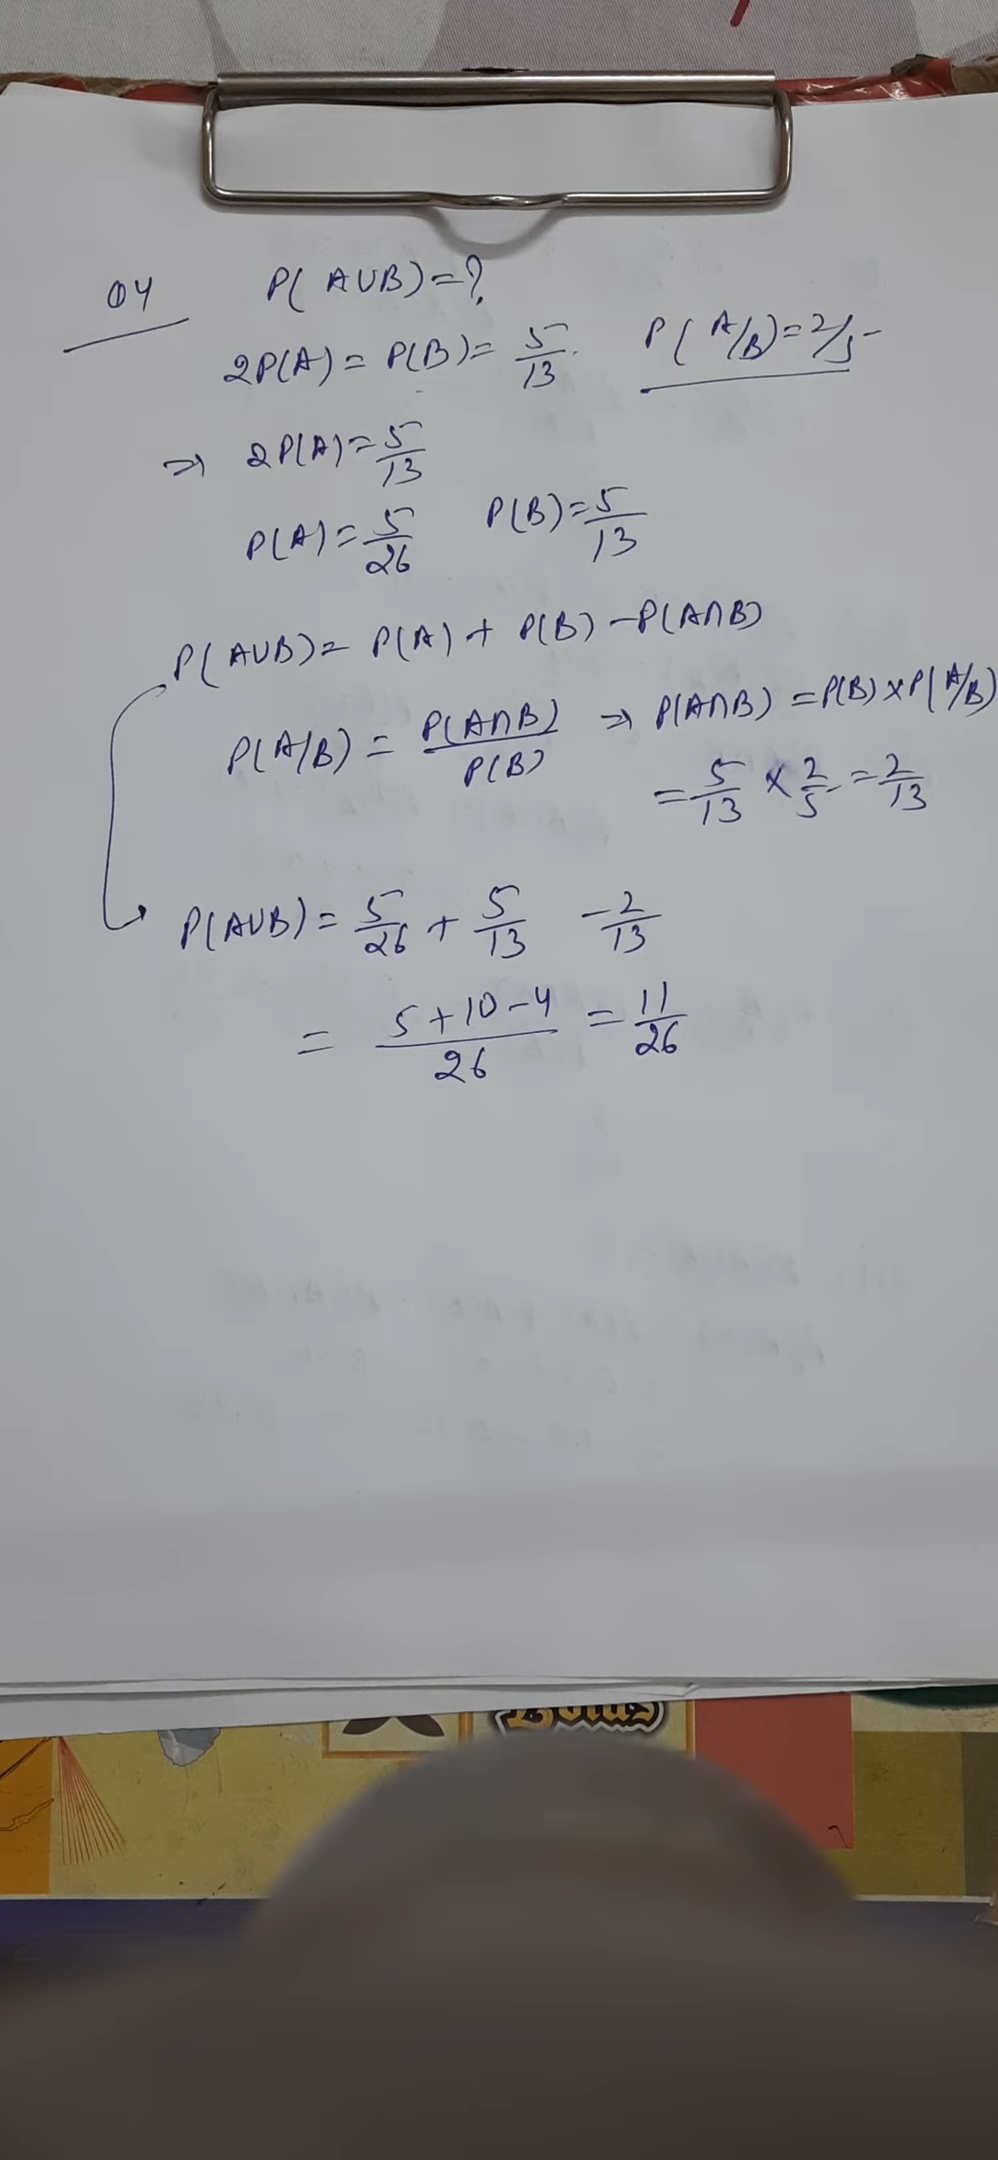 Q4 P(A∪B)=?
2P(A) = P(B) = 5/13. P(A/B)=2/5
⇒ 2P(A)=5/13
P(A)=5/26 P(B)=5/13
P(A∪B)= P(A) + P(B) - P(A∩B)
P(A/B) = P(A∩B)/P(B) ⇒ P(A∩B) = P(B) × P(A/B)
= 5/13 × 2/5 = 2/13
P(A∪B) = 5/26 + 5/13 - 2/13
= (5+10-4)/26 = 11/26
Bolus